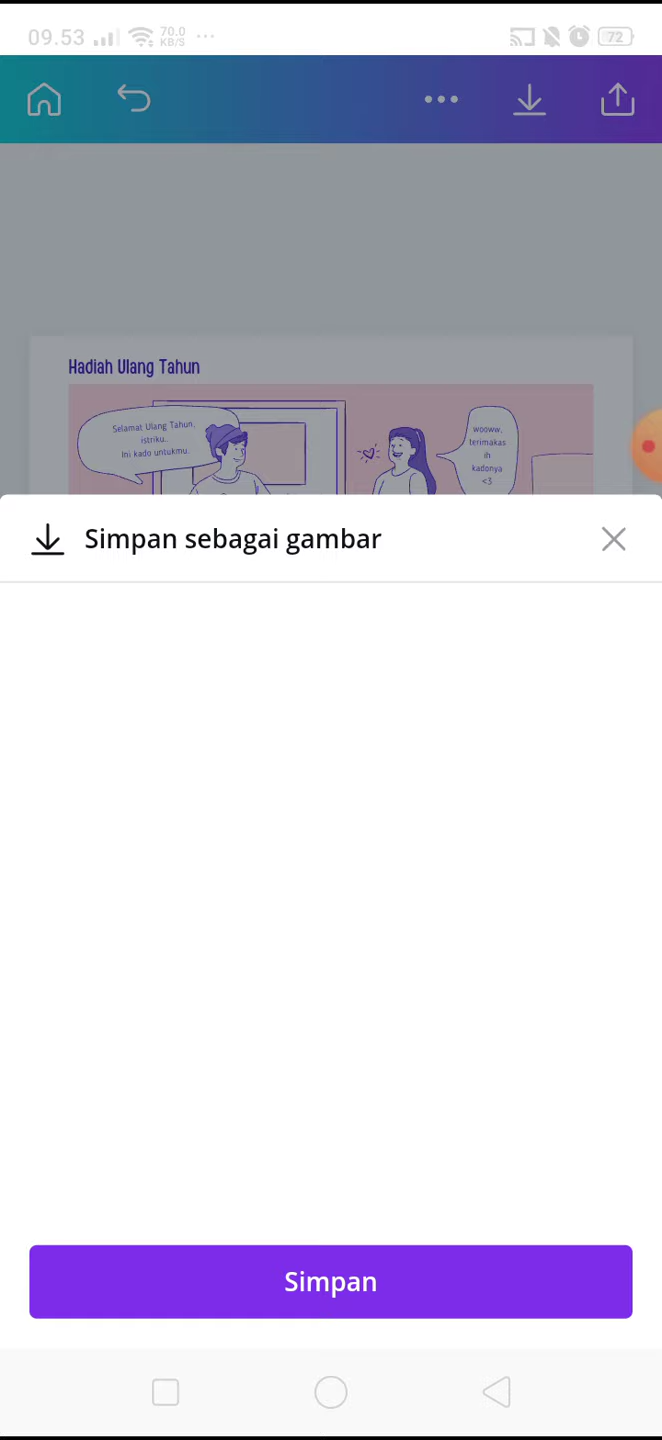 09.53 70.0 KB/S ... 72
Hadiah Ulang Tahun
Selamat Ulang Tahun,
istriku.
Ini kado untukmu.
wooww,
terimakas
ih
kadonya
<3
Simpan sebagai gambar
Simpan